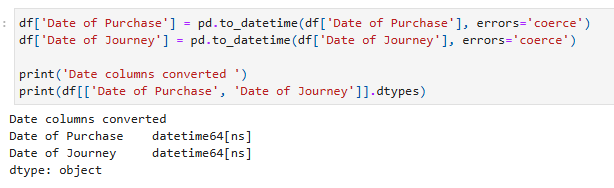 df['Date of Purchase'] = pd.to_datetime(df['Date of Purchase'], errors='coerce')
df['Date of Journey'] = pd.to_datetime(df['Date of Journey'], errors='coerce')

print('Date columns converted ')
print(df[['Date of Purchase', 'Date of Journey']].dtypes)

Date columns converted
Date of Purchase    datetime64[ns]
Date of Journey     datetime64[ns]
dtype: object